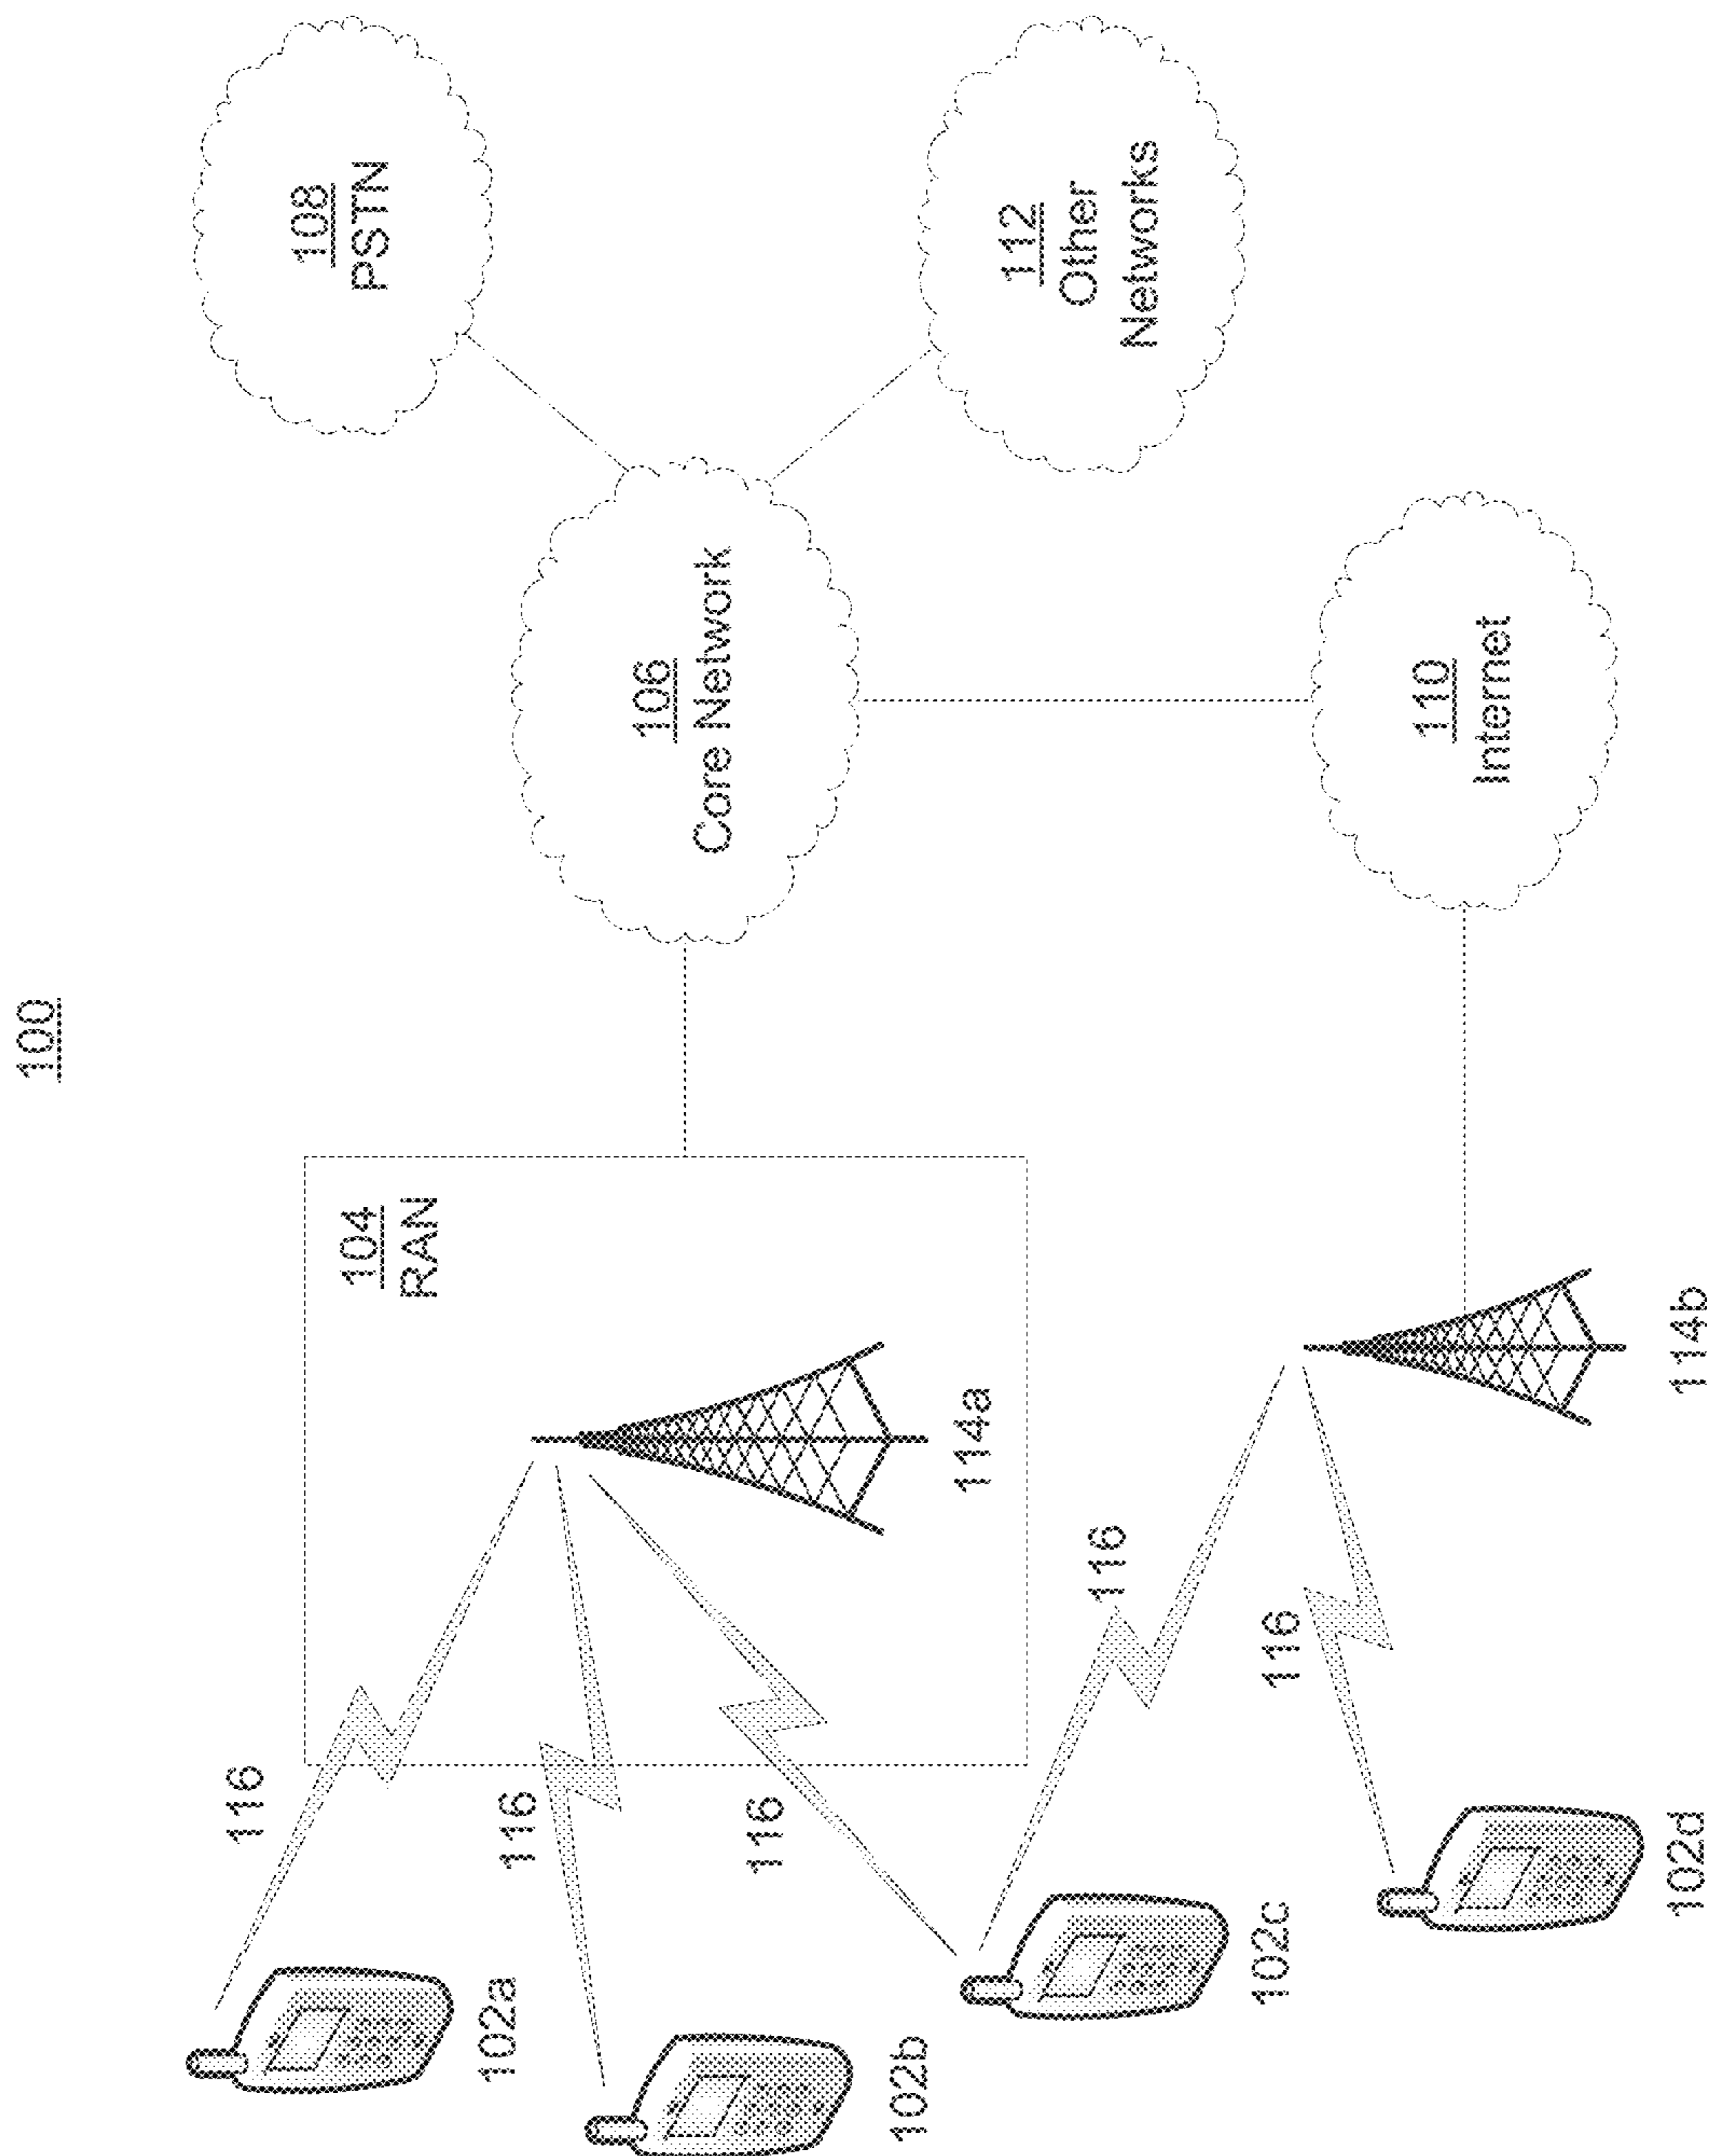 100
108
PSTN
106
Core Network
112
Other
Networks
104
RAN
110
Internet
114a
114b
116
116
116
116
116
102a
102b
102c
102d